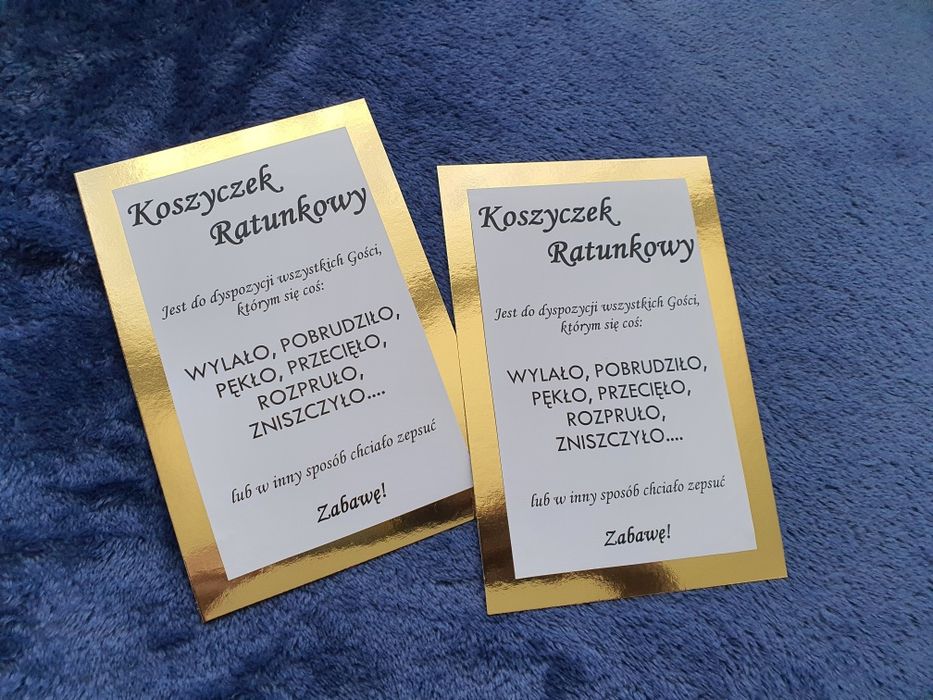 Koszyczek
Ratunkowy
Jest do dyspozycji wszystkich Gości,
którym się coś:
WYLAŁO, POBRUDZIŁO,
PĘKŁO, PRZECIĘŁO,
ROZPRUŁO,
ZNISZCZYŁO....
lub w inny sposób chciało zepsuć
Zabawę!
Koszyczek
Ratunkowy
Jest do dyspozycji wszystkich Gości,
którym się coś:
WYLAŁO, POBRUDZIŁO,
PĘKŁO, PRZECIĘŁO,
ROZPRUŁO,
ZNISZCZYŁO....
lub w inny sposób chciało zepsuć
Zabawę!